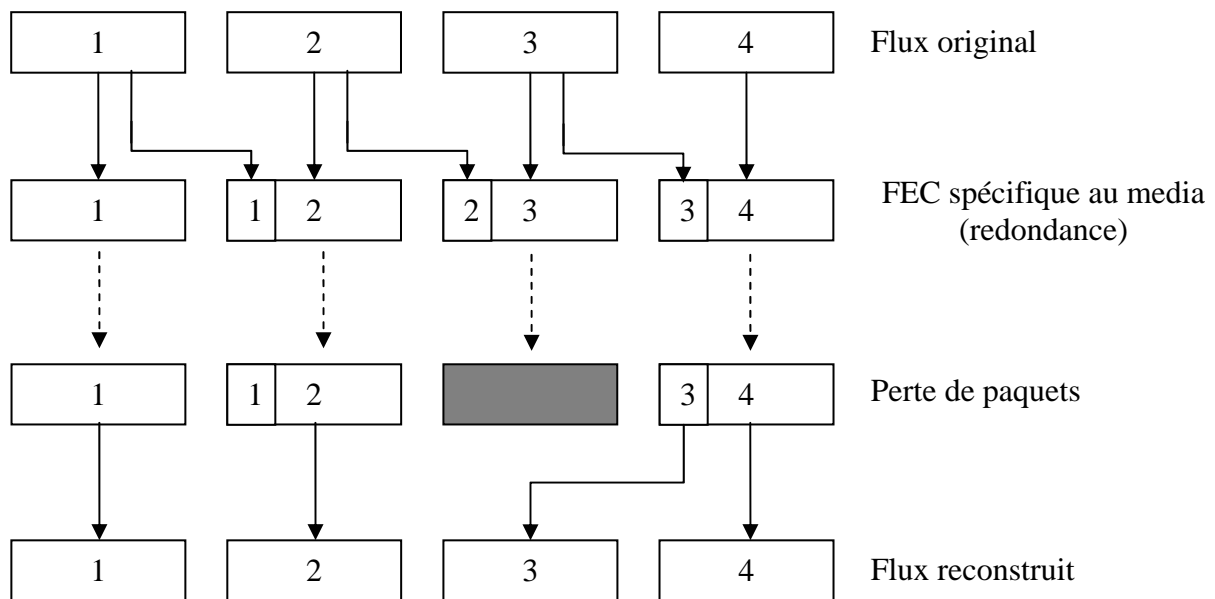 1 2 3 4 Flux original
1 1 2 2 3 3 4 FEC spécifique au media
(redondance)
1 1 2 3 4 Perte de paquets
1 2 3 4 Flux reconstruit